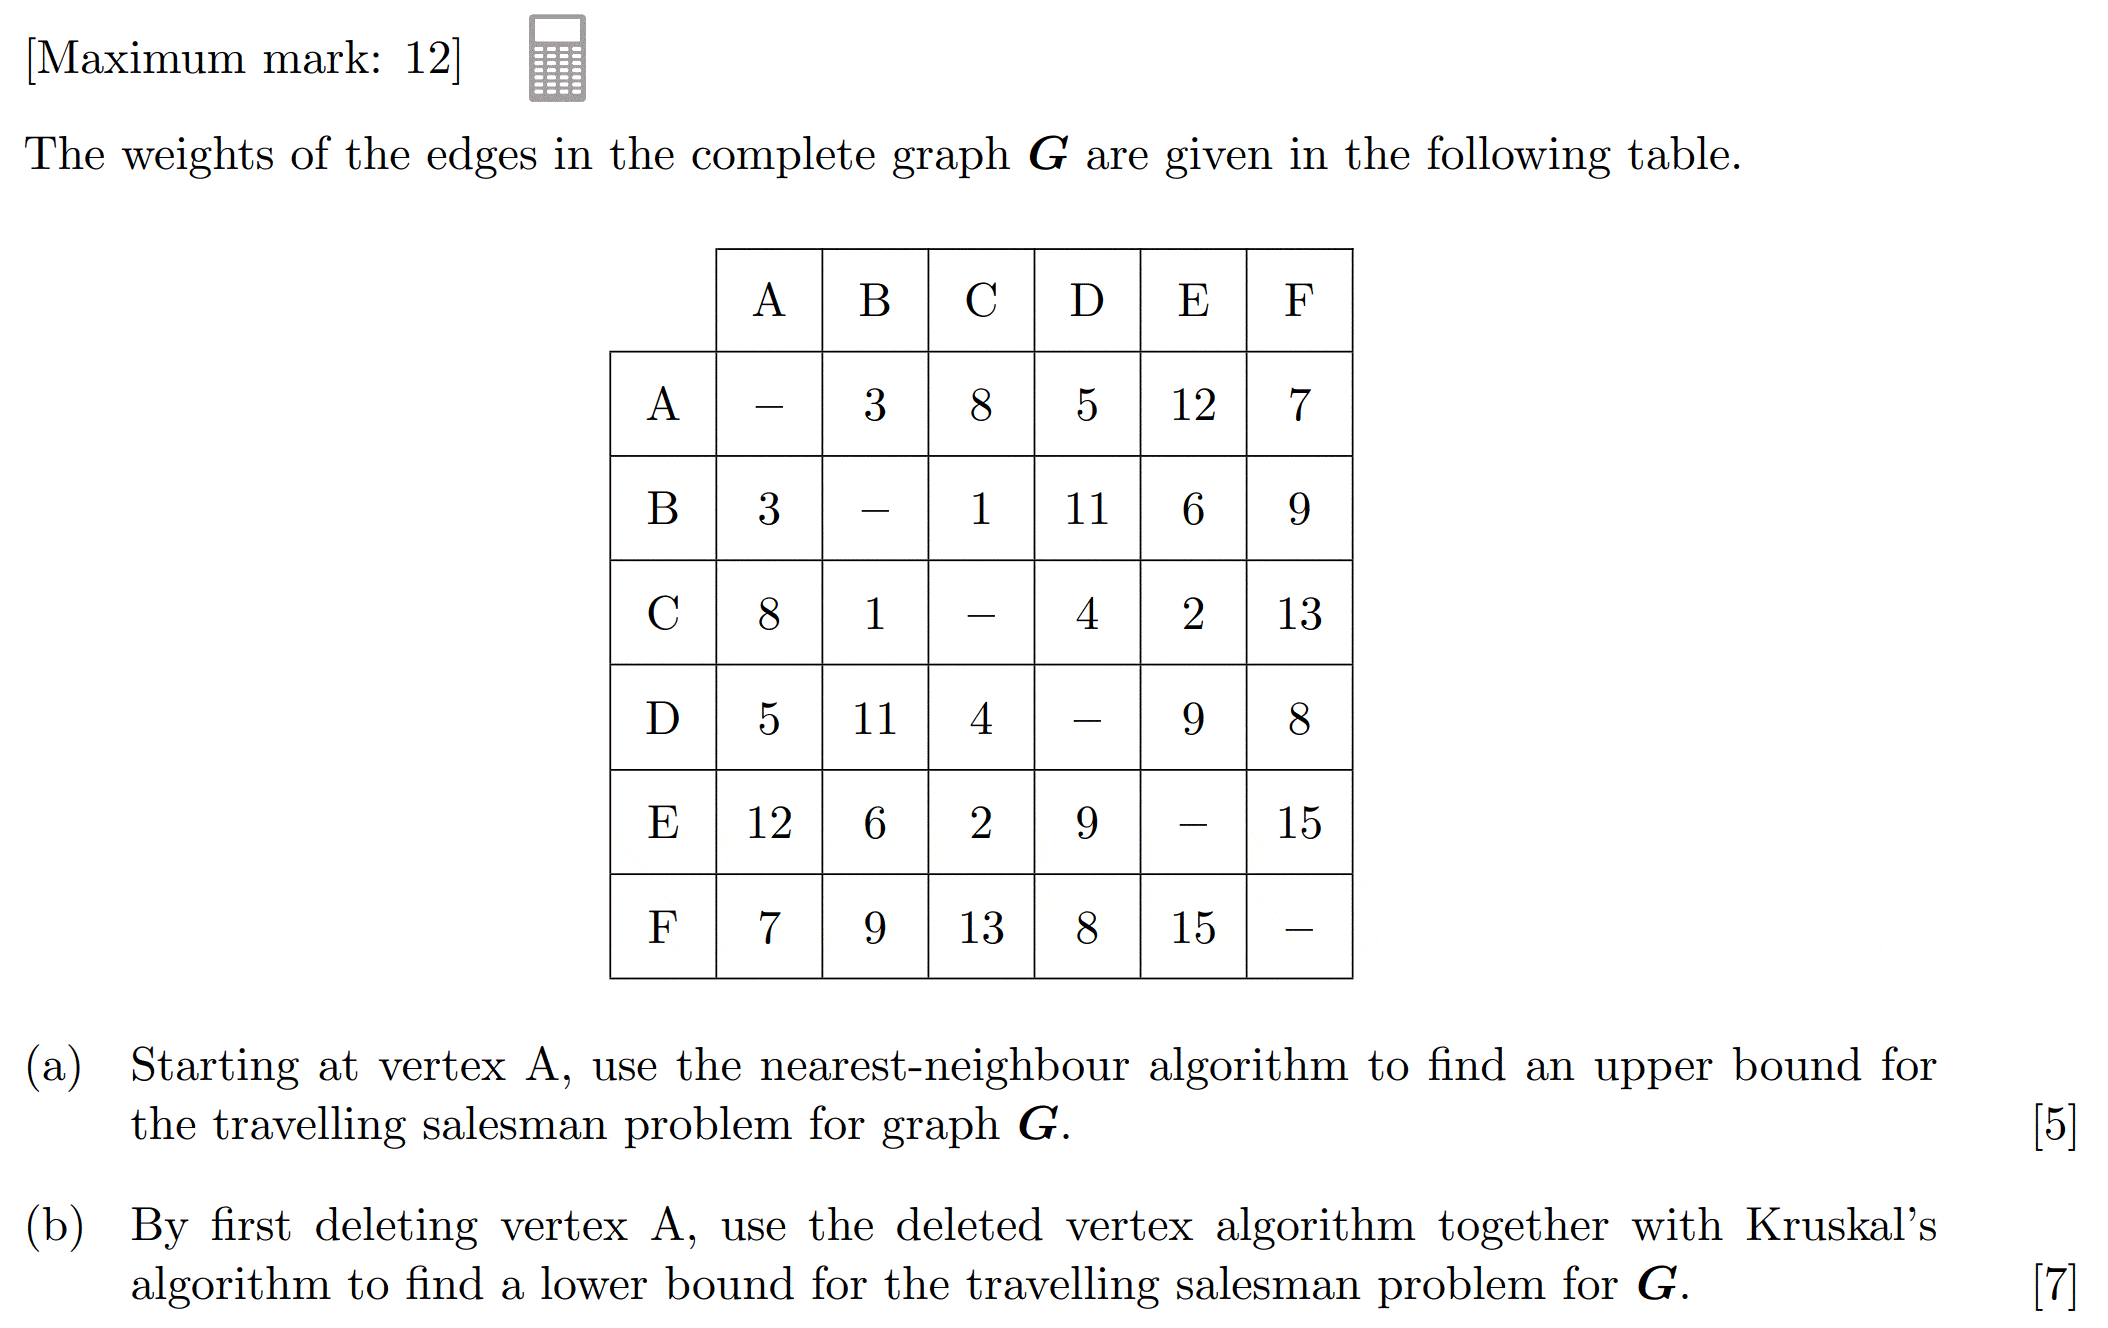 [Maximum mark: 12]
The weights of the edges in the complete graph G are given in the following table.
A B C D E F
A – 3 8 5 12 7
B 3 – 1 11 6 9
C 8 1 – 4 2 13
D 5 11 4 – 9 8
E 12 6 2 9 – 15
F 7 9 13 8 15 –
(a) Starting at vertex A, use the nearest-neighbour algorithm to find an upper bound for
the travelling salesman problem for graph G. [5]
(b) By first deleting vertex A, use the deleted vertex algorithm together with Kruskal's
algorithm to find a lower bound for the travelling salesman problem for G. [7]